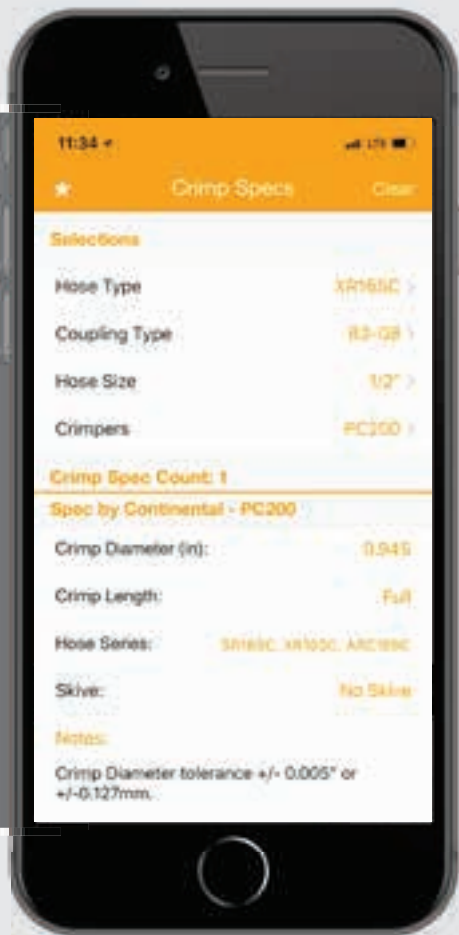 11:34
LTE
Crimp Specs
Clear
Selections
Hose Type
Coupling Type
Hose Size 1/2"
Crimpers PC200
Crimp Spec Count: 1
Spec by Continental - PC200
Crimp Diameter (in): 0.945
Crimp Length: Full
Hose Series:
Skive: No Skive
Notes:
Crimp Diameter tolerance +/- 0.005" or
+/-0.127mm.